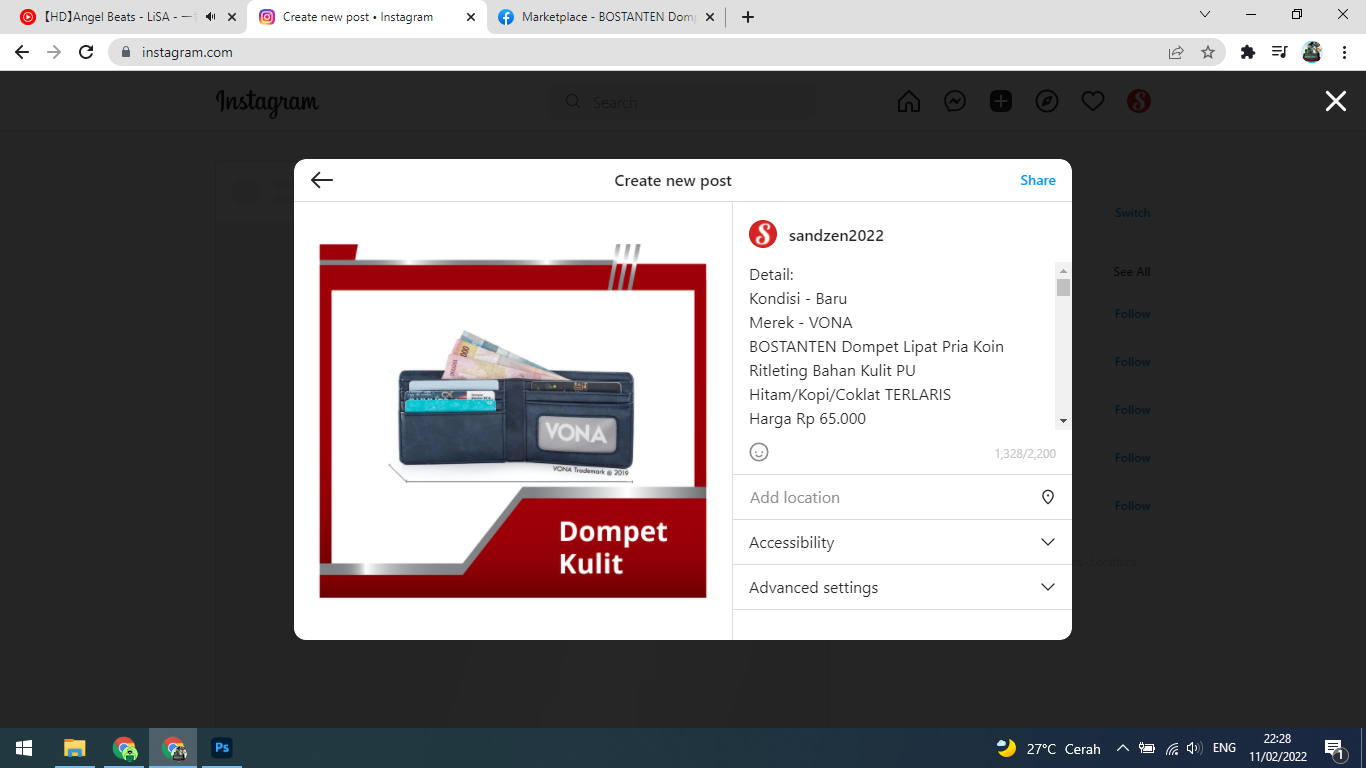 【HD】Angel Beats - LiSA - 一
Create new post • Instagram
Marketplace - BOSTANTEN Domp
instagram.com
Instagram
Search
Switch
See All
Follow
Follow
Follow
Follow
Follow
Locations
Create new post
Share
VONA
VONA Trademark @ 2019
Dompet
Kulit
sandzen2022
Detail:
Kondisi - Baru
Merek - VONA
BOSTANTEN Dompet Lipat Pria Koin
Ritleting Bahan Kulit PU
Hitam/Kopi/Coklat TERLARIS
Harga Rp 65.000
1,328/2,200
Add location
Accessibility
Advanced settings
Ps
27°C Cerah
ENG
22:28
11/02/2022
1